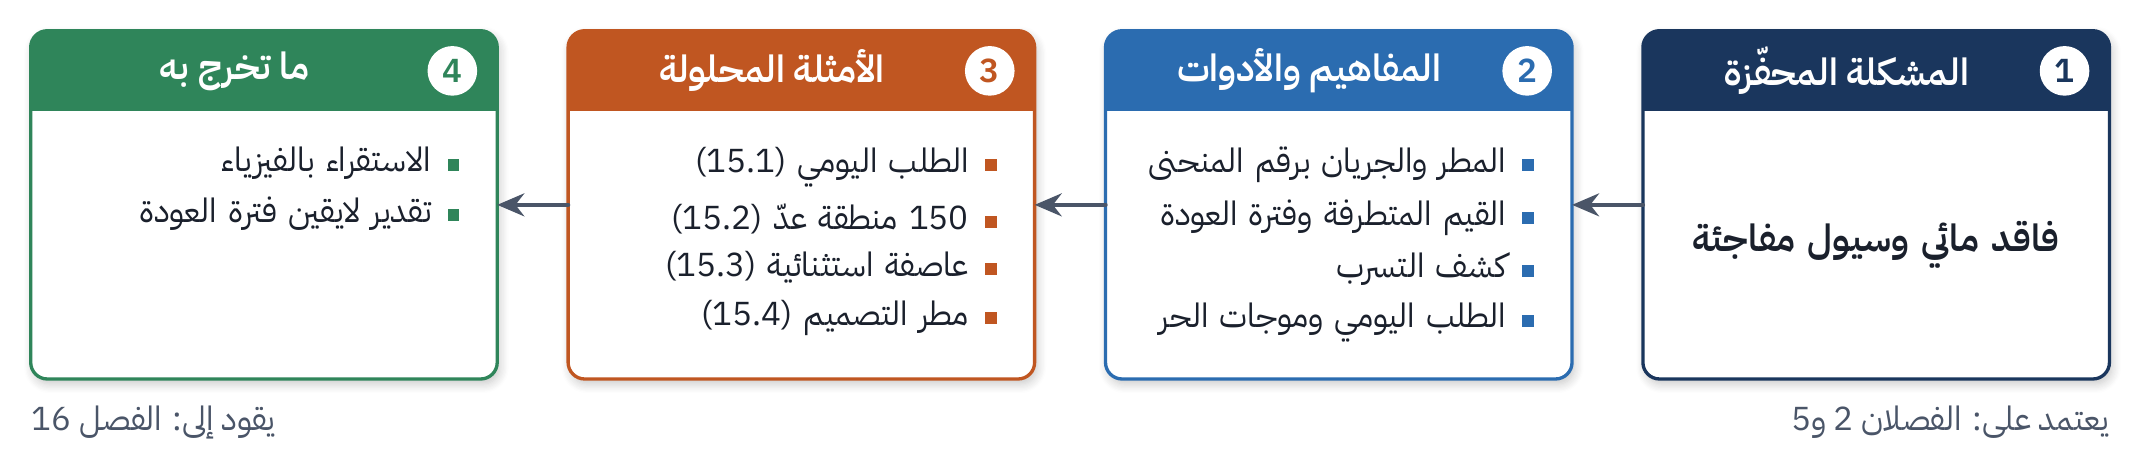 1 المشكلة المحفّزة
فاقد مائي وسيول مفاجئة
2 المفاهيم والأدوات
المطر والجريان برقم المنحنى
القيم المتطرفة وفترة العودة
كشف التسرب
الطلب اليومي وموجات الحر
3 الأمثلة المحلولة
الطلب اليومي (15.1)
150 منطقة عدّ (15.2)
عاصفة استثنائية (15.3)
مطر التصميم (15.4)
4 ما تخرج به
الاستقراء بالفيزياء
تقدير لايقين فترة العودة
يعتمد على: الفصلان 2 و5
يقود إلى: الفصل 16